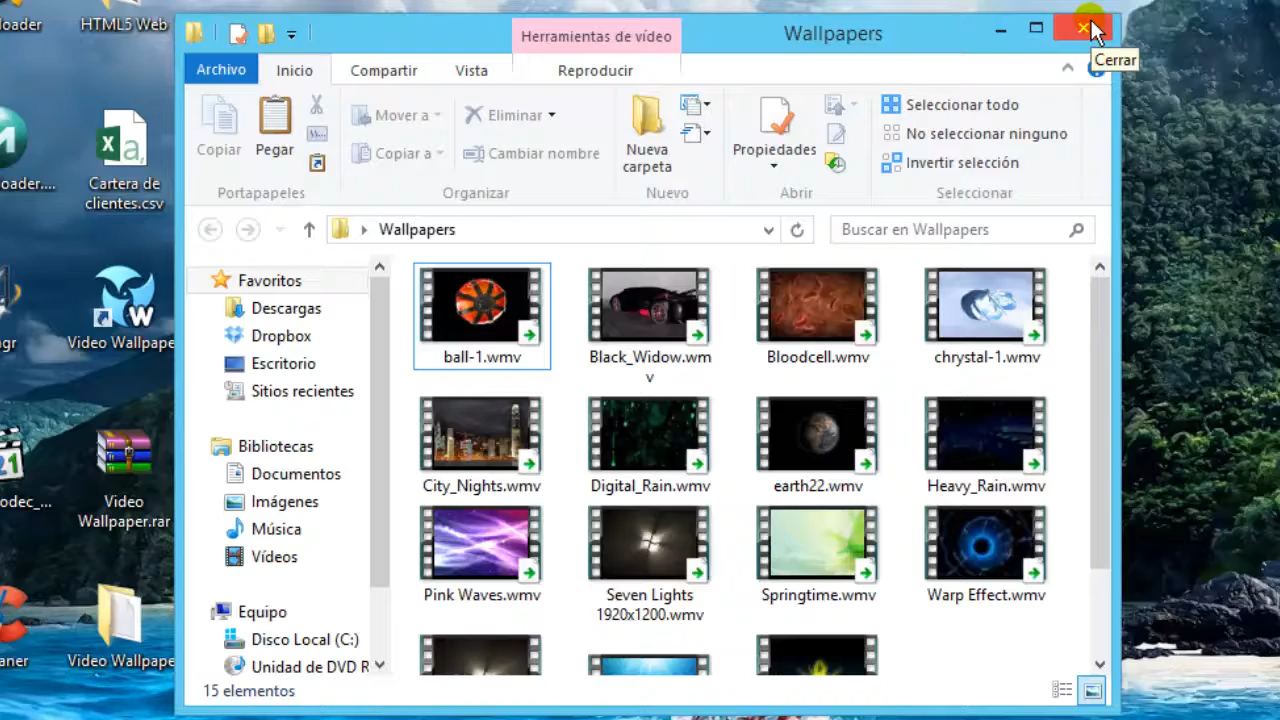 oader
HTML5 Web
Herramientas de vídeo
Wallpapers
Cerrar
Archivo
Inicio
Compartir
Vista
Reproducir
Copiar
Pegar
Mover a
Copiar a
Eliminar
Cambiar nombre
Nueva
carpeta
Propiedades
Seleccionar todo
No seleccionar ninguno
Invertir selección
Portapapeles
Organizar
Nuevo
Abrir
Seleccionar
Wallpapers
Buscar en Wallpapers
oader....
Cartera de
clientes.csv
gr
Video Wallpape
odec_...
Video
Wallpaper.rar
aner
Video Wallpape
Favoritos
Descargas
Dropbox
Escritorio
Sitios recientes
Bibliotecas
Documentos
Imágenes
Música
Vídeos
Equipo
Disco Local (C:)
Unidad de DVD R
ball-1.wmv
Black_Widow.wm
v
Bloodcell.wmv
chrystal-1.wmv
City_Nights.wmv
Digital_Rain.wmv
earth22.wmv
Heavy_Rain.wmv
Pink Waves.wmv
Seven Lights
1920x1200.wmv
Springtime.wmv
Warp Effect.wmv
15 elementos